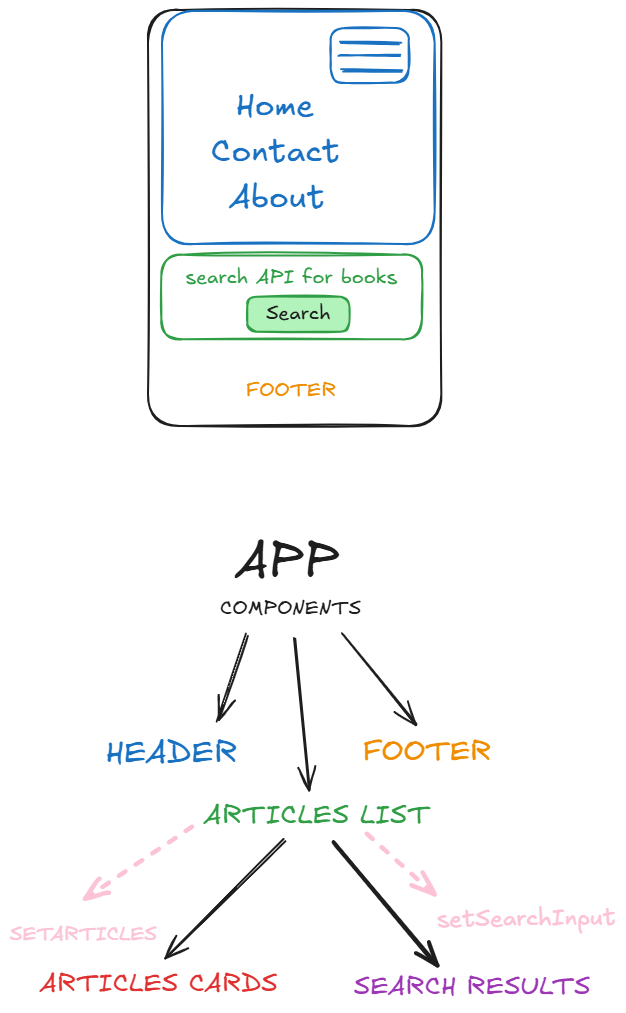 Home
Contact
About
search API for books
Search
FOOTER
APP
COMPONENTS
HEADER
FOOTER
ARTICLES LIST
SETARTICLES
setSearchInput
ARTICLES CARDS
SEARCH RESULTS